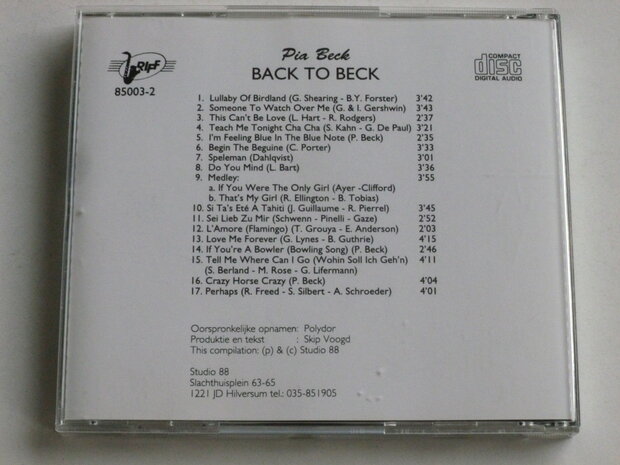 RIFF
85003-2
Pia Beck
BACK TO BECK
COMPACT
disc
DIGITAL AUDIO
1. Lullaby Of Birdland (G. Shearing - B.Y. Forster) 3'42
2. Someone To Watch Over Me (G. & I. Gershwin) 3'43
3. This Can't Be Love (L. Hart - R. Rodgers) 2'37
4. Teach Me Tonight Cha Cha (S. Kahn - G. De Paul) 3'21
5. I'm Feeling Blue In The Blue Note (P. Beck) 2'35
6. Begin The Beguine (C. Porter) 3'33
7. Speleman (Dahlqvist) 3'01
8. Do You Mind (L. Bart) 3'36
9. Medley: 3'55
a. If You Were The Only Girl (Ayer -Clifford)
b. That's My Girl (R. Ellington - B. Tobias)
10. Si Ta's Eté A Tahiti (J. Guillaume - R. Pierrel) 3'45
11. Sei Lieb Zu Mir (Schwenn - Pinelli - Gaze) 2'52
12. L'Amore (Flamingo) (T. Grouya - E. Anderson) 2'03
13. Love Me Forever (G. Lynes - B. Guthrie) 4'15
14. If You're A Bowler (Bowling Song) (P. Beck) 2'46
15. Tell Me Where Can I Go (Wohin Soll Ich Geh'n) 4'11
(S. Berland - M. Rose - G. Lifermann)
16. Crazy Horse Crazy (P. Beck) 4'04
17. Perhaps (R. Freed - S. Silbert - A. Schroeder) 4'01
Oorspronkelijke opnamen: Polydor
Produktie en tekst : Skip Voogd
This compilation: (p) & (c) Studio 88
Studio 88
Slachthuisplein 63-65
1221 JD Hilversum tel.: 035-851905